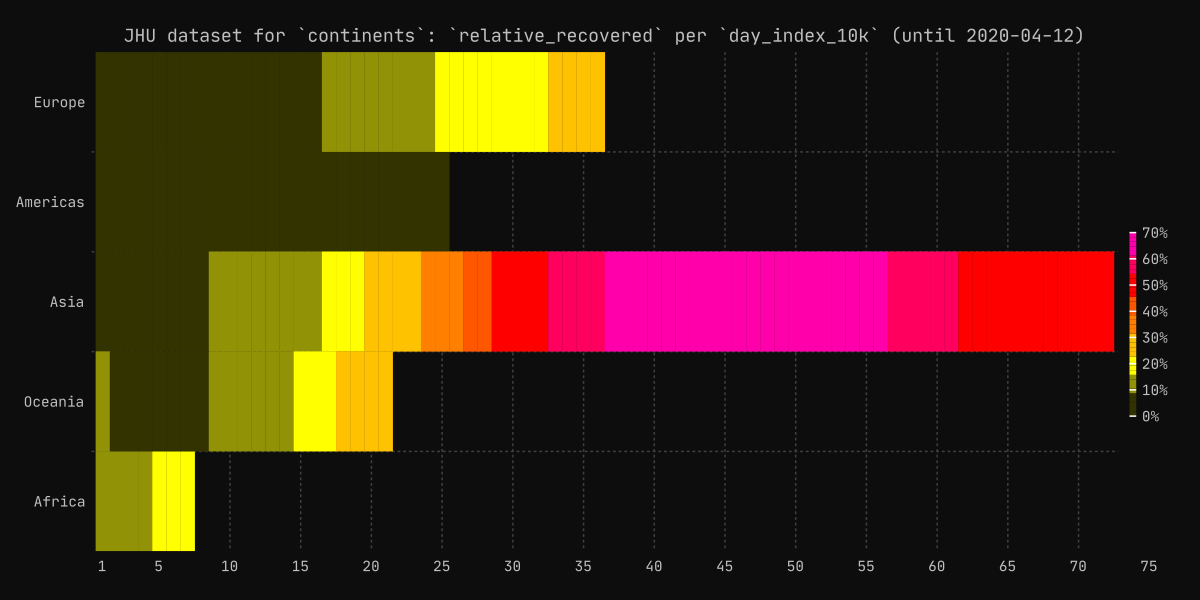 JHU dataset for `continents`: `relative_recovered` per `day_index_10k` (until 2020-04-12)
Europe
Americas
Asia
Oceania
Africa
70%
60%
50%
40%
30%
20%
10%
0%
1 5 10 15 20 25 30 35 40 45 50 55 60 65 70 75